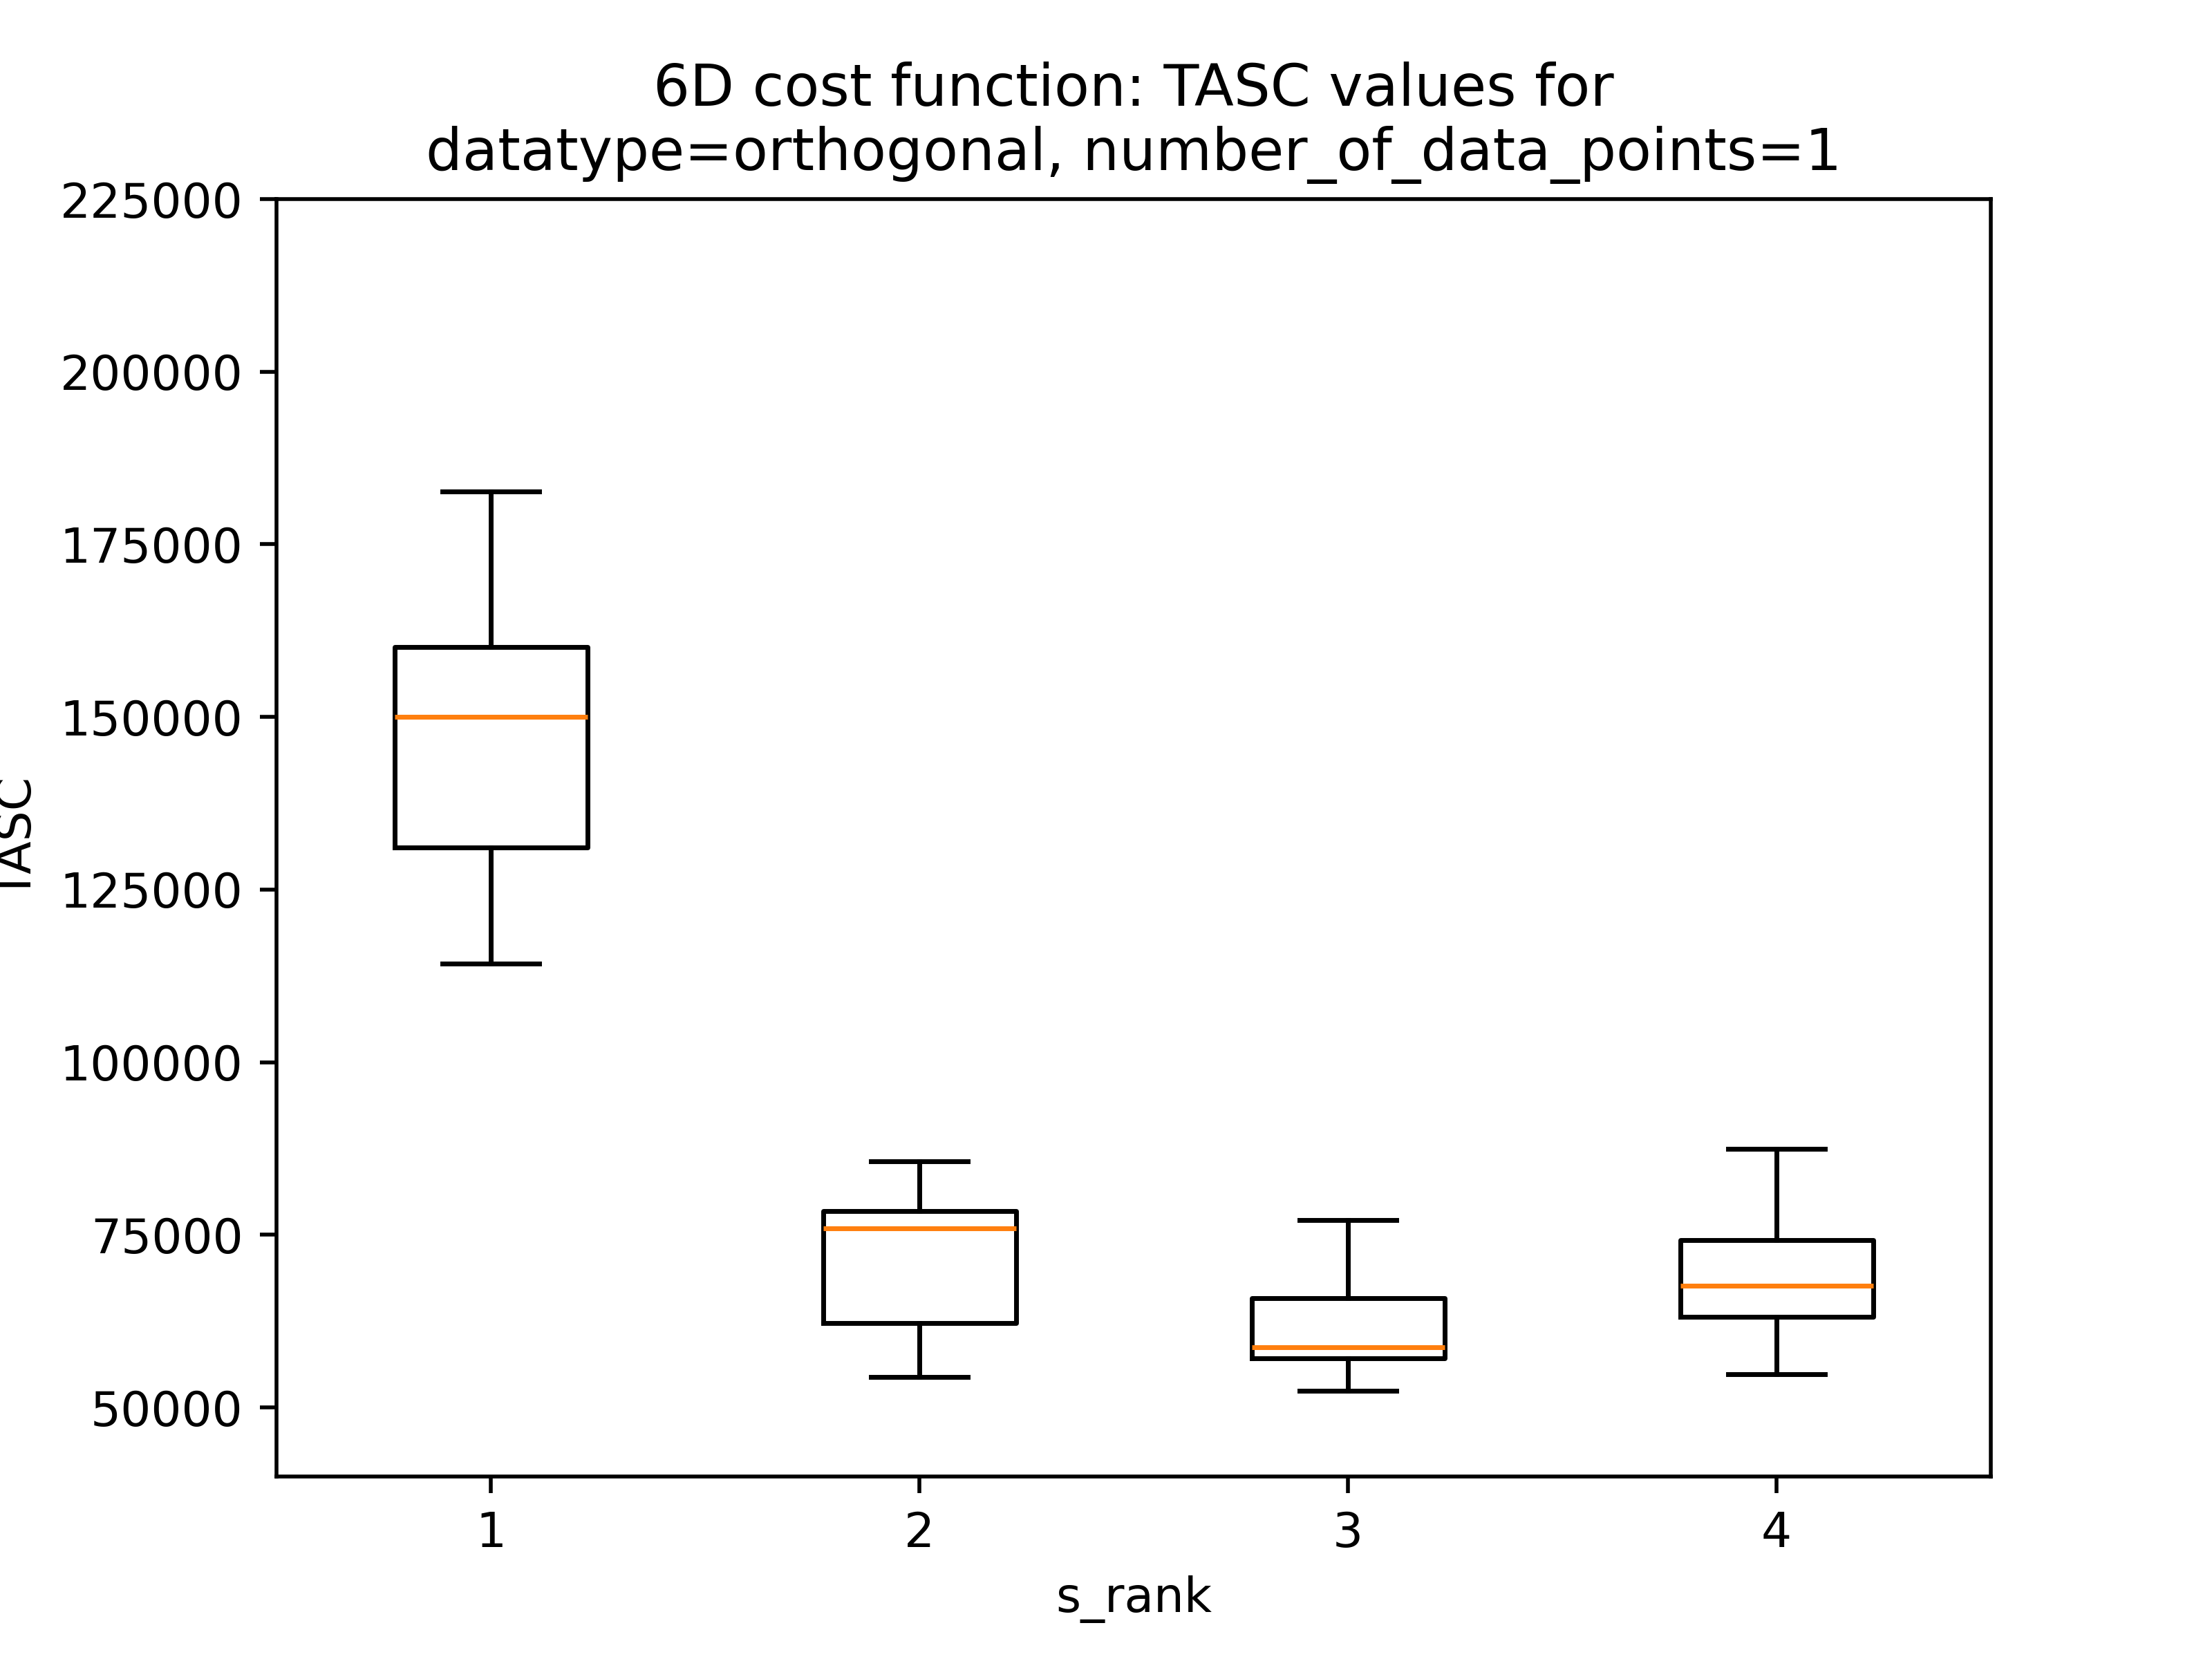 6D cost function: TASC values for
datatype=orthogonal, number_of_data_points=1
225000
200000
175000
150000
125000
100000
75000
50000
TASC
1 2 3 4
s_rank